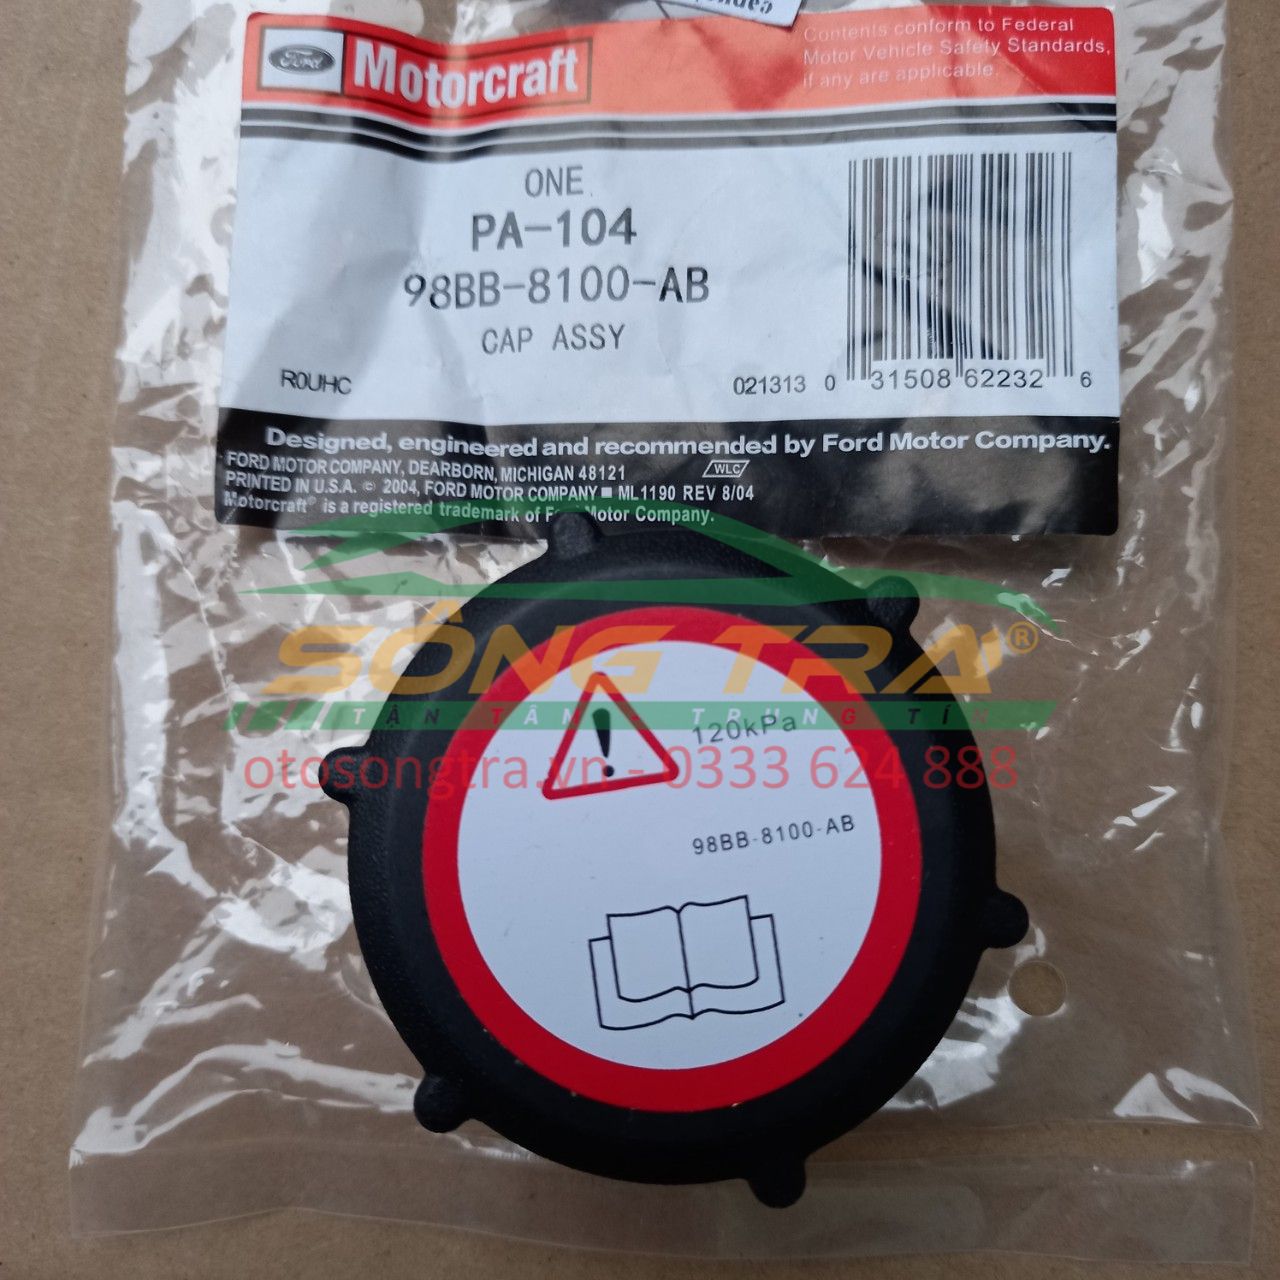 Ford Motorcraft
Contents conform to Federal
Motor Vehicle Safety Standards,
if any are applicable.
ONE
PA-104
98BB-8100-AB
CAP ASSY
R0UHC
021313 0 31508 62232 6
Designed, engineered and recommended by Ford Motor Company.
FORD MOTOR COMPANY, DEARBORN, MICHIGAN 48121
WLC
PRINTED IN U.S.A. © 2004, FORD MOTOR COMPANY ■ ML1190 REV 8/04
Motorcraft® is a registered trademark of Ford Motor Company.
SÔNG TRÀ®
TẬN TÂM - TRUNG TÍN
otosongtra.vn - 0333 624 888
!
120kPa
98BB-8100-AB